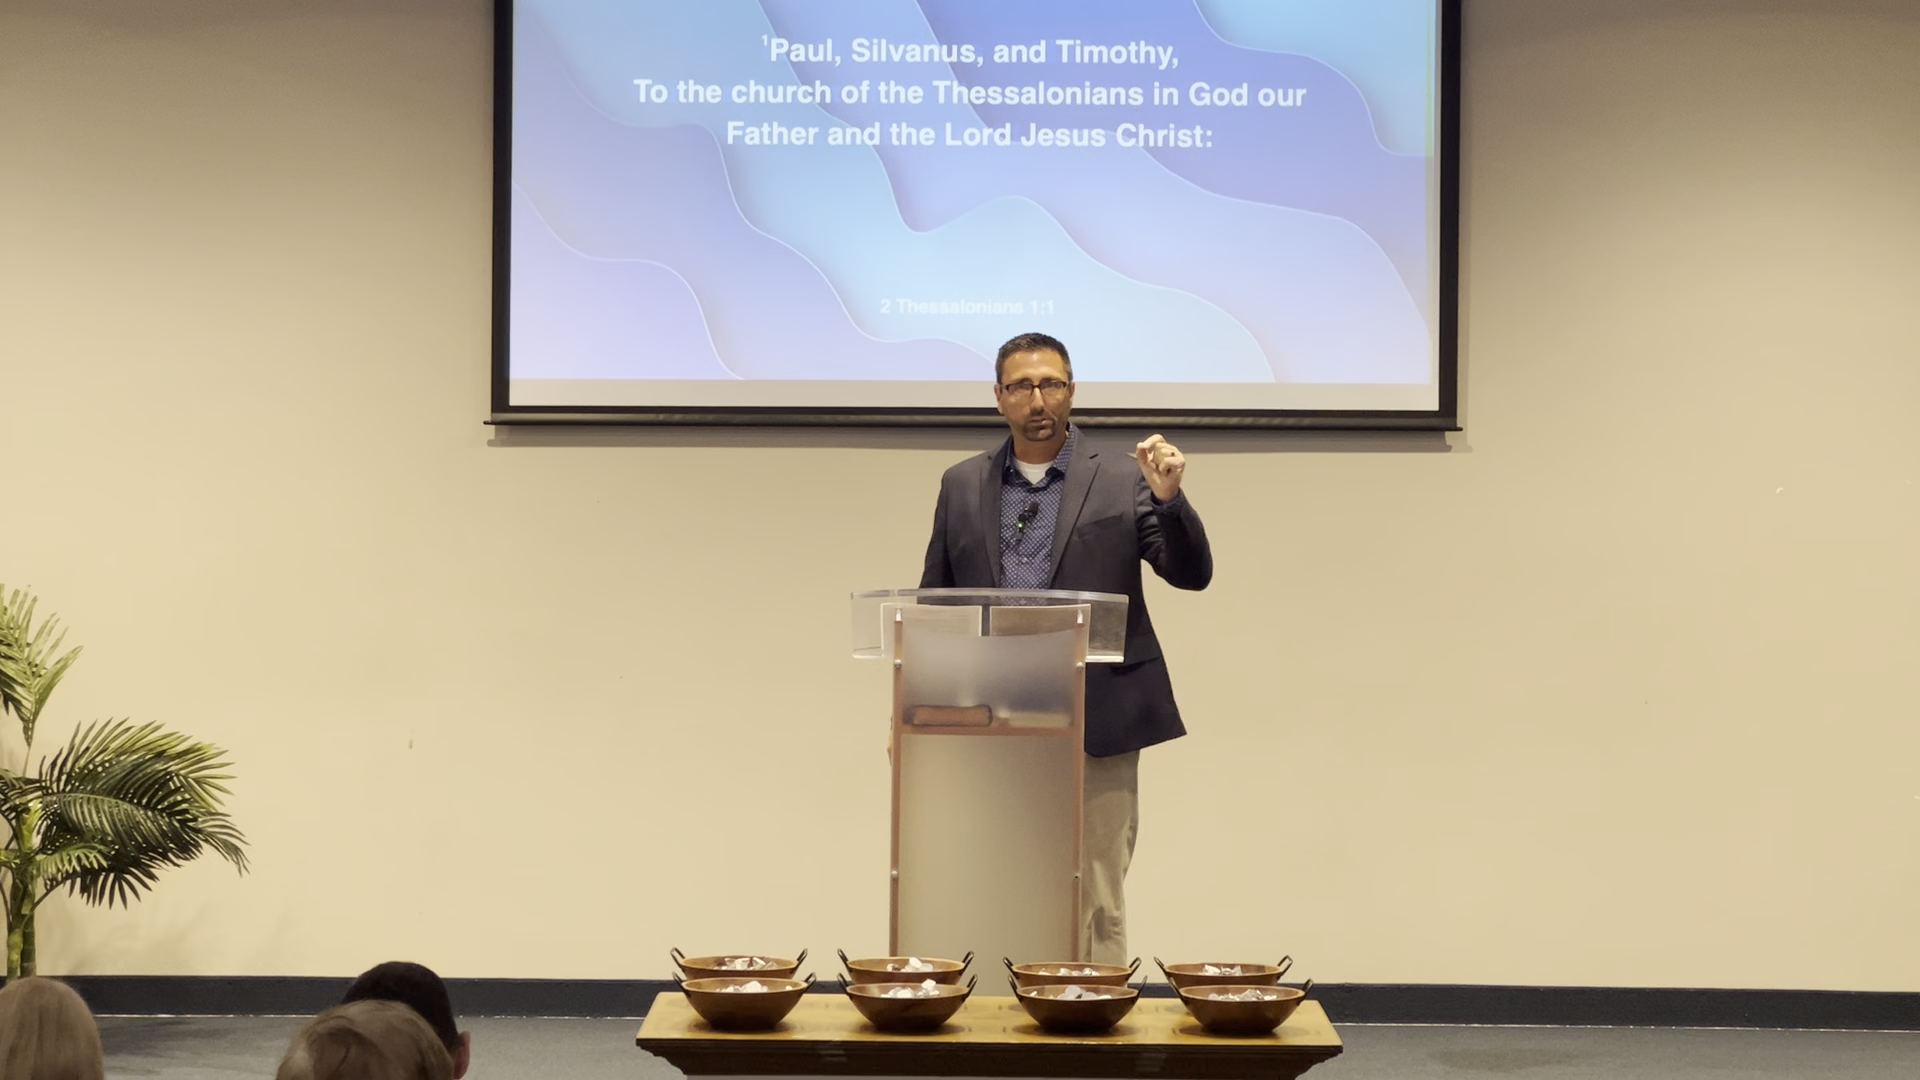 ¹Paul, Silvanus, and Timothy,
To the church of the Thessalonians in God our
Father and the Lord Jesus Christ:
2 Thessalonians 1:1